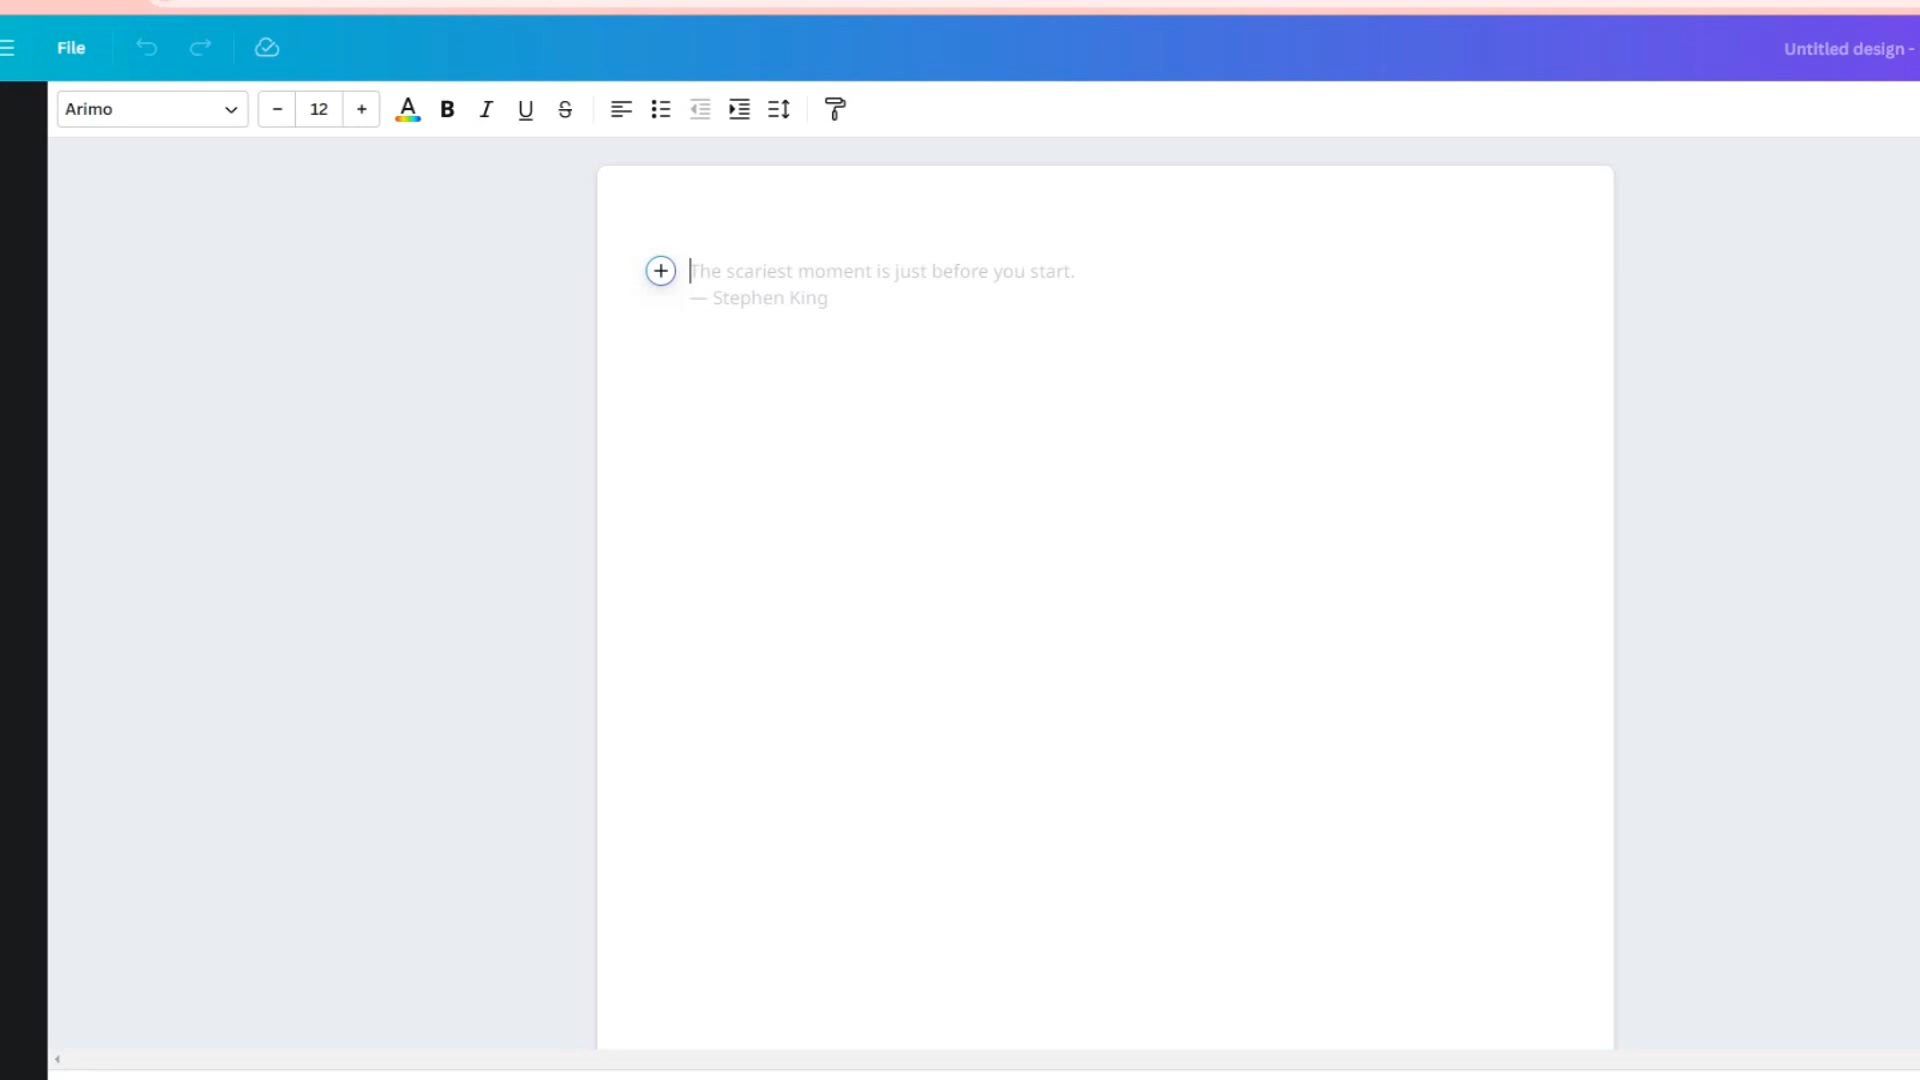 File
Untitled design -
Arimo
- 12 +
A B I U S
The scariest moment is just before you start.
— Stephen King